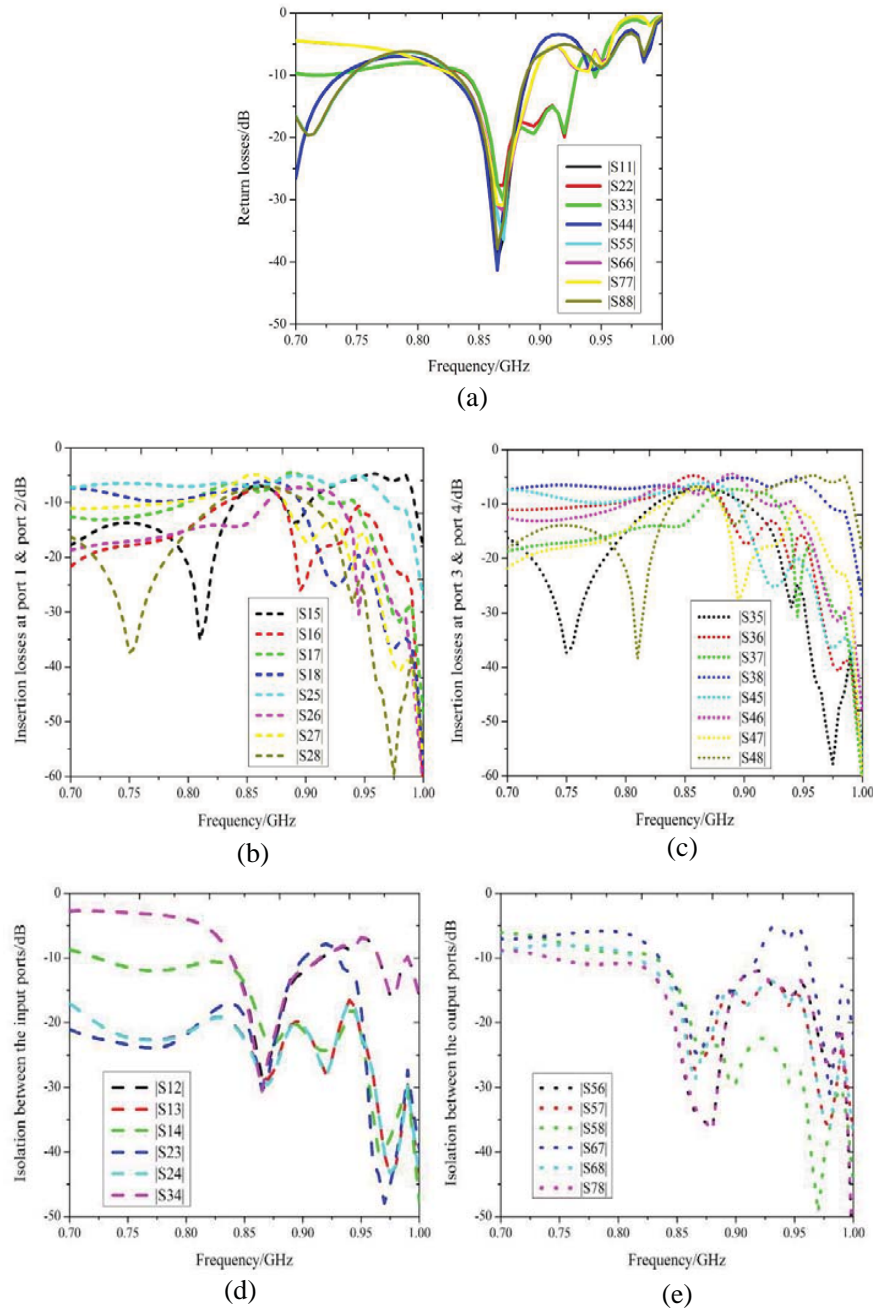 0
-10
-20
-30
-40
-50
Return losses/dB
|S11|
|S22|
|S33|
|S44|
|S55|
|S66|
|S77|
|S88|
0.70 0.75 0.80 0.85 0.90 0.95 1.00
Frequency/GHz
(a)
0
-10
-20
-30
-40
-50
-60
Insertion losses at port 1 & port 2/dB
|S15|
|S16|
|S17|
|S18|
|S25|
|S26|
|S27|
|S28|
0.70 0.75 0.80 0.85 0.90 0.95 1.00
Frequency/GHz
(b)
0
-10
-20
-30
-40
-50
-60
Insertion losses at port 3 & port 4/dB
|S35|
|S36|
|S37|
|S38|
|S45|
|S46|
|S47|
|S48|
0.70 0.75 0.80 0.85 0.90 0.95 1.00
Frequency/GHz
(c)
0
-10
-20
-30
-40
-50
Isolation between the input ports/dB
|S12|
|S13|
|S14|
|S23|
|S24|
|S34|
0.70 0.75 0.80 0.85 0.90 0.95 1.00
Frequency/GHz
(d)
0
-10
-20
-30
-40
-50
Isolation between the output ports/dB
|S56|
|S57|
|S58|
|S67|
|S68|
|S78|
0.70 0.75 0.80 0.85 0.90 0.95 1.00
Frequency/GHz
(e)